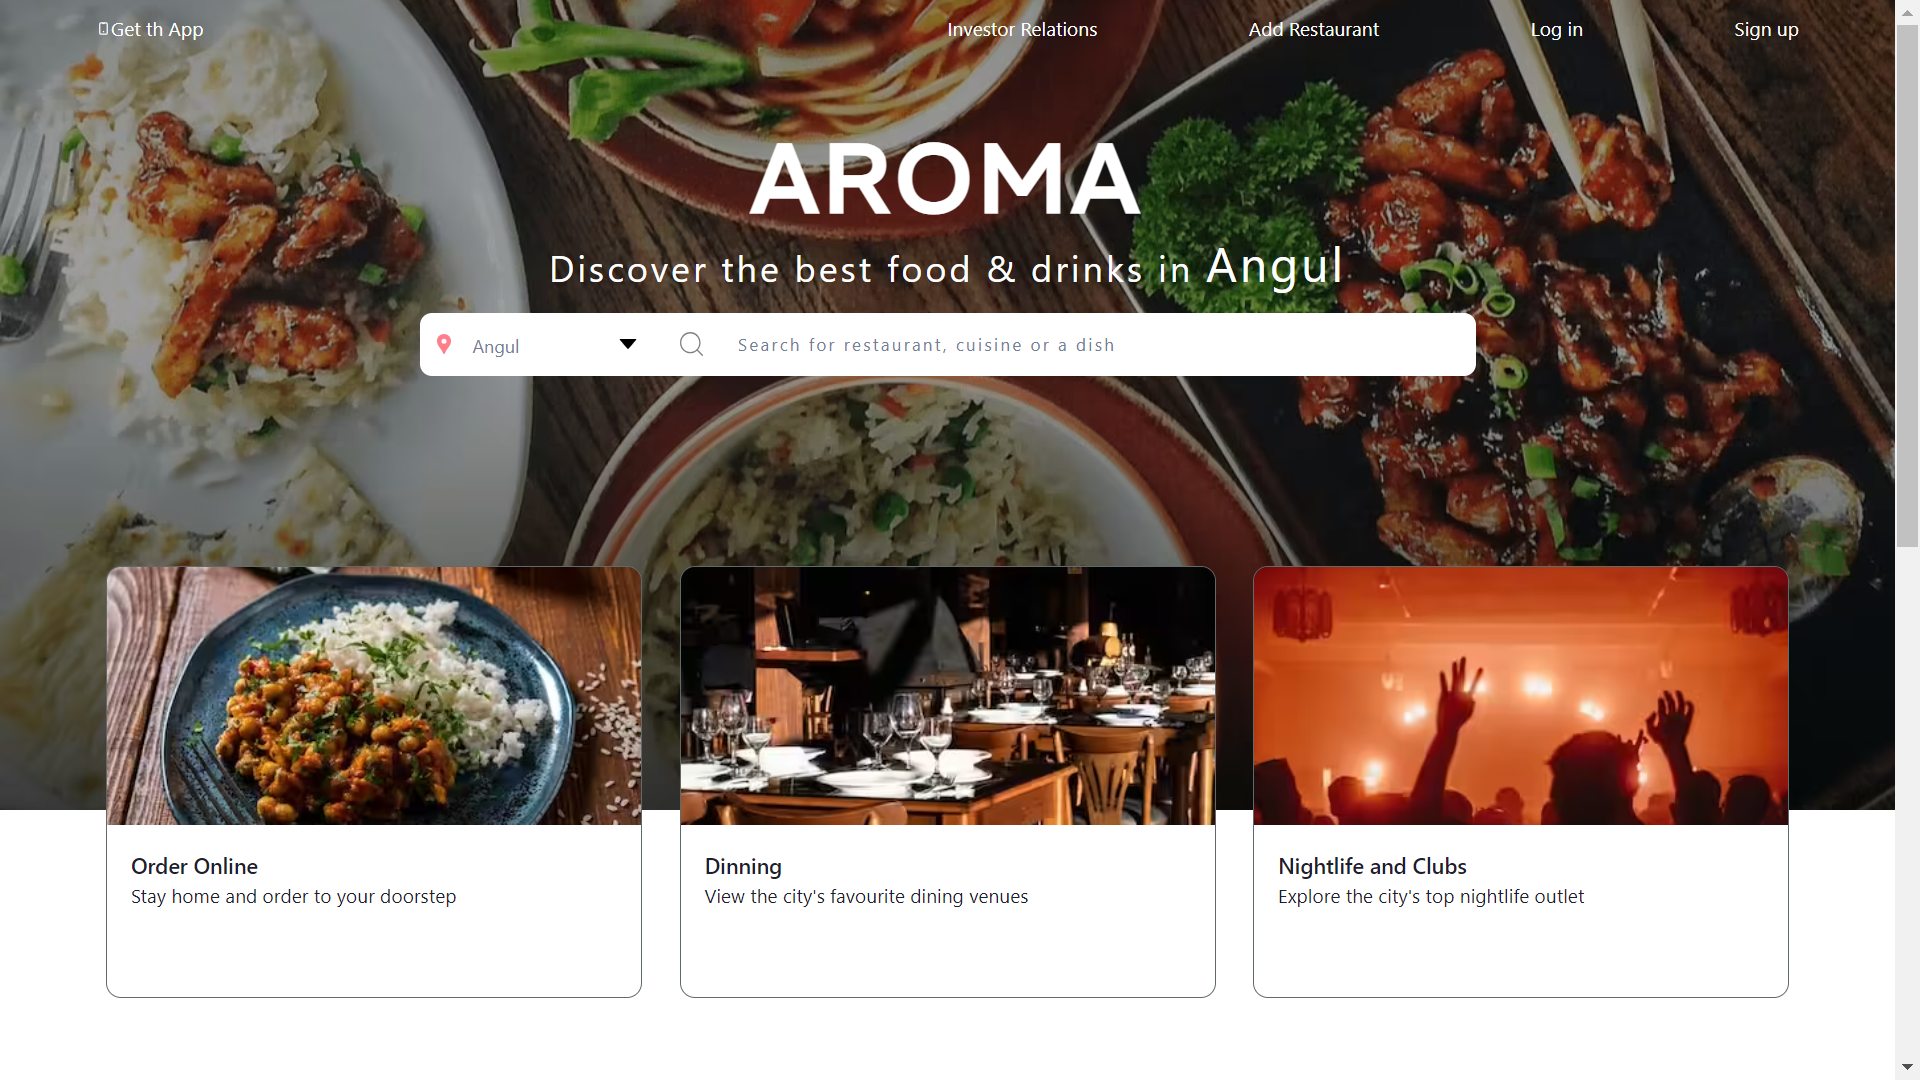 Get th App
Investor Relations
Add Restaurant
Log in
Sign up
AROMA
Discover the best food & drinks in Angul
Angul
Search for restaurant, cuisine or a dish
Order Online
Stay home and order to your doorstep
Dinning
View the city's favourite dining venues
Nightlife and Clubs
Explore the city's top nightlife outlet